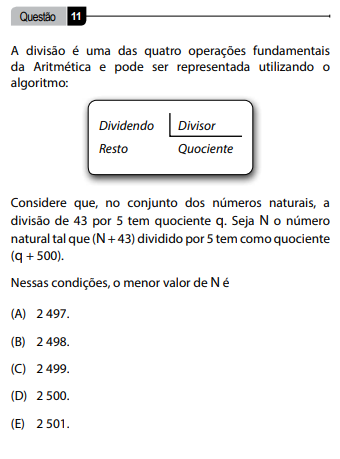 Questão 11
A divisão é uma das quatro operações fundamentais
da Aritmética e pode ser representada utilizando o
algoritmo:
Dividendo Divisor
Resto Quociente
Considere que, no conjunto dos números naturais, a
divisão de 43 por 5 tem quociente q. Seja N o número
natural tal que (N + 43) dividido por 5 tem como quociente
(q + 500).
Nessas condições, o menor valor de N é
(A) 2 497.
(B) 2 498.
(C) 2 499.
(D) 2 500.
(E) 2 501.